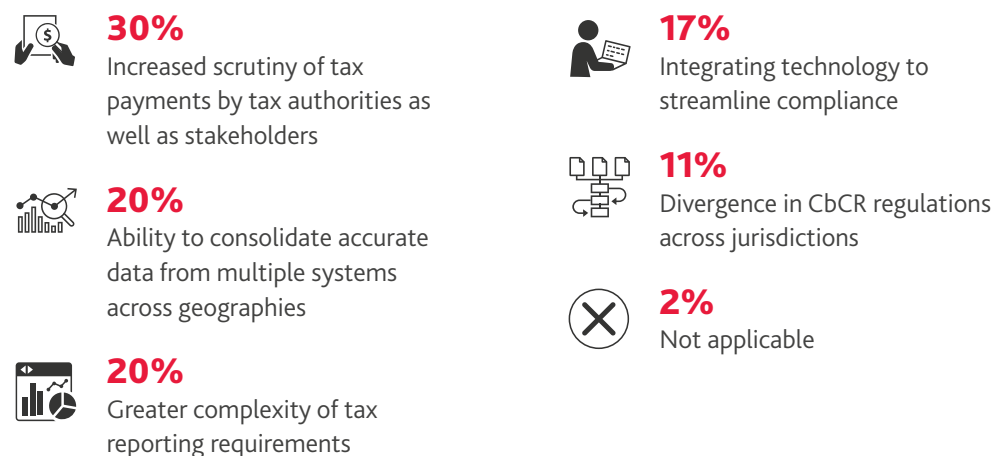 30%
Increased scrutiny of tax
payments by tax authorities as
well as stakeholders
20%
Ability to consolidate accurate
data from multiple systems
across geographies
20%
Greater complexity of tax
reporting requirements
17%
Integrating technology to
streamline compliance
11%
Divergence in CbCR regulations
across jurisdictions
2%
Not applicable